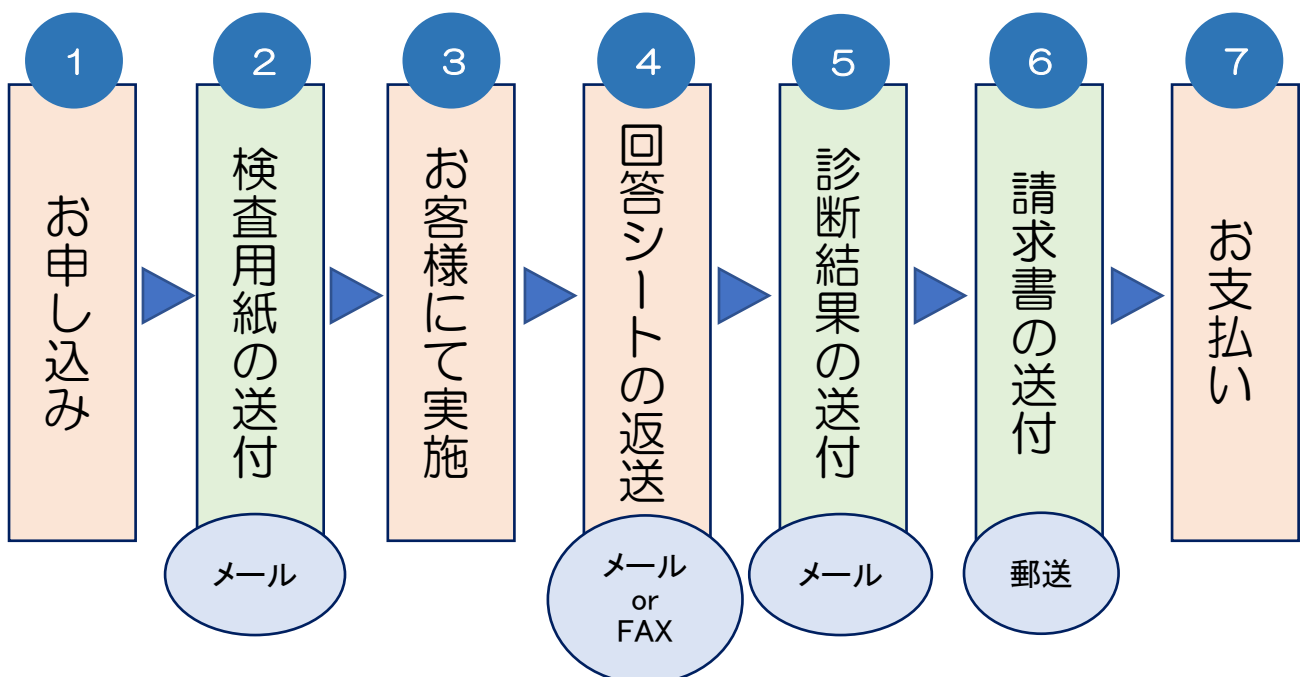 1
お申し込み
2
検査用紙の送付
メール
3
お客様にて実施
4
回答シートの返送
メール
or
FAX
5
診断結果の送付
メール
6
請求書の送付
郵送
7
お支払い